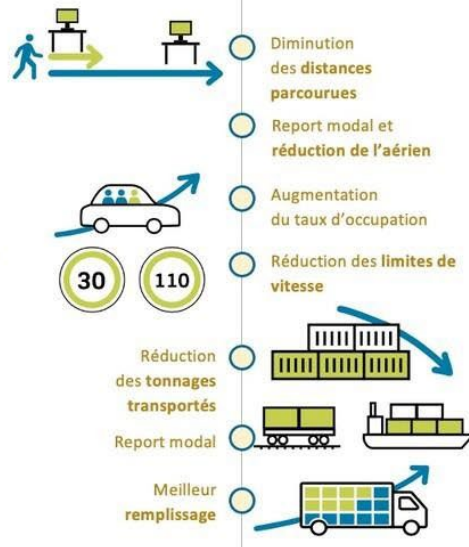 Diminution
des distances
parcourues
Report modal et
réduction de l'aérien
Augmentation
du taux d'occupation
30
110
Réduction des limites de
vitesse
Réduction
des tonnages
transportés
Report modal
Meilleur
remplissage